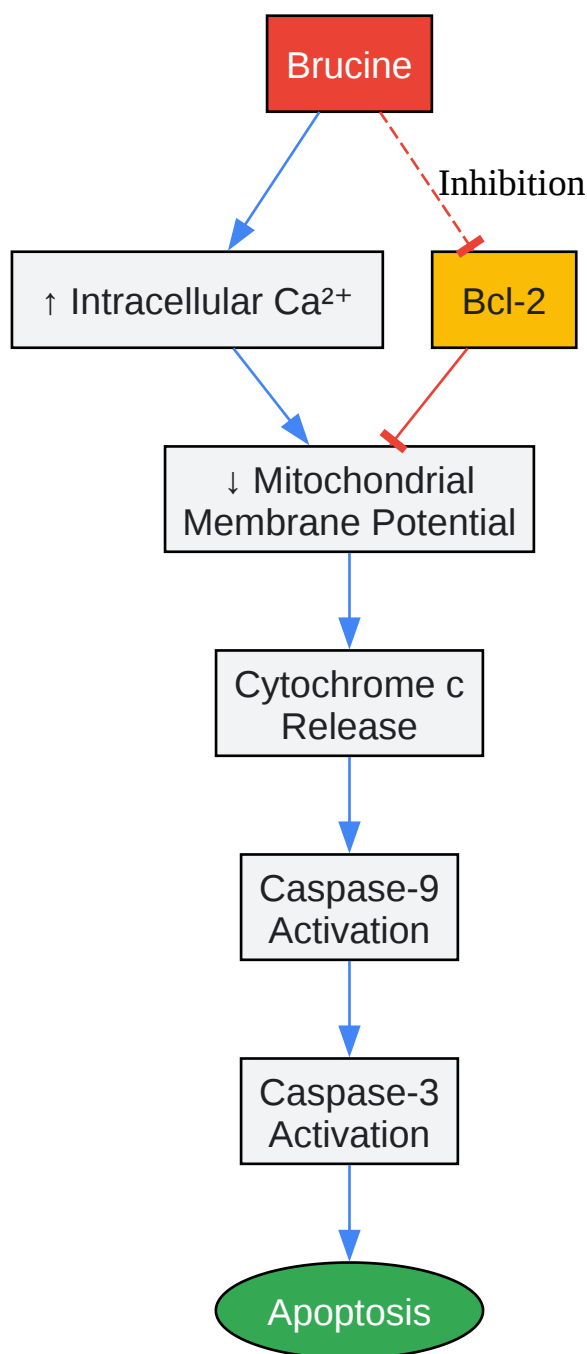 Brucine
Inhibition
↑ Intracellular Ca²⁺
Bcl-2
↓ Mitochondrial
Membrane Potential
Cytochrome c
Release
Caspase-9
Activation
Caspase-3
Activation
Apoptosis